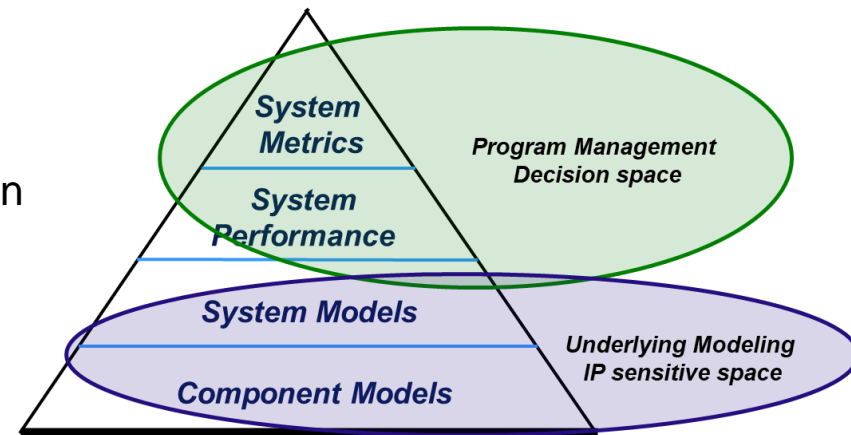 System
Metrics
Program Management
Decision space
n
System
Performance
System Models
Underlying Modeling
IP sensitive space
Component Models